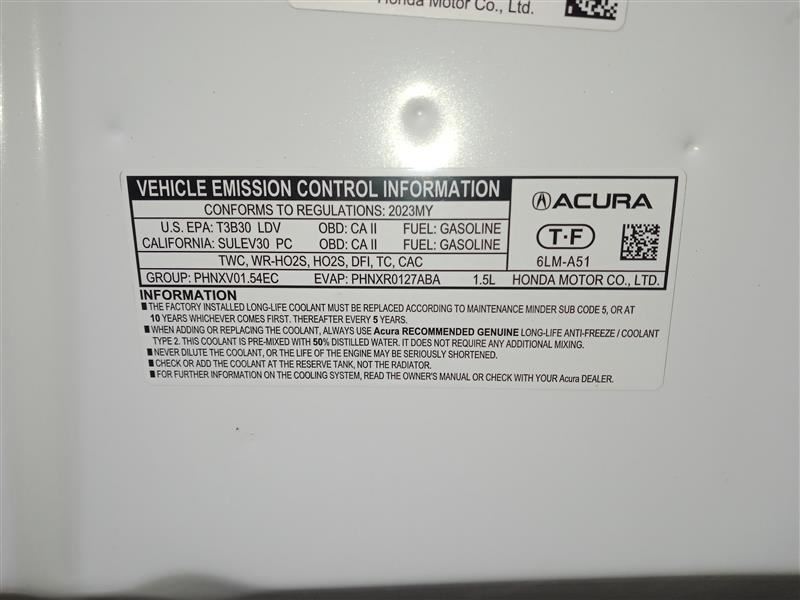 Honda Motor Co., Ltd.
VEHICLE EMISSION CONTROL INFORMATION
CONFORMS TO REGULATIONS: 2023MY
U.S. EPA: T3B30 LDV OBD: CA II FUEL: GASOLINE
CALIFORNIA: SULEV30 PC OBD: CA II FUEL: GASOLINE
TWC, WR-HO2S, HO2S, DFI, TC, CAC
GROUP: PHNXV01.54EC EVAP: PHNXR0127ABA 1.5L
ACURA
T·F
6LM-A51
HONDA MOTOR CO., LTD.
INFORMATION
■ THE FACTORY INSTALLED LONG-LIFE COOLANT MUST BE REPLACED ACCORDING TO MAINTENANCE MINDER SUB CODE 5, OR AT
10 YEARS WHICHEVER COMES FIRST. THEREAFTER EVERY 5 YEARS.
■ WHEN ADDING OR REPLACING THE COOLANT, ALWAYS USE Acura RECOMMENDED GENUINE LONG-LIFE ANTI-FREEZE / COOLANT
TYPE 2. THIS COOLANT IS PRE-MIXED WITH 50% DISTILLED WATER. IT DOES NOT REQUIRE ANY ADDITIONAL MIXING.
■ NEVER DILUTE THE COOLANT, OR THE LIFE OF THE ENGINE MAY BE SERIOUSLY SHORTENED.
■ CHECK OR ADD THE COOLANT AT THE RESERVE TANK, NOT THE RADIATOR.
■ FOR FURTHER INFORMATION ON THE COOLING SYSTEM, READ THE OWNER'S MANUAL OR CHECK WITH YOUR Acura DEALER.